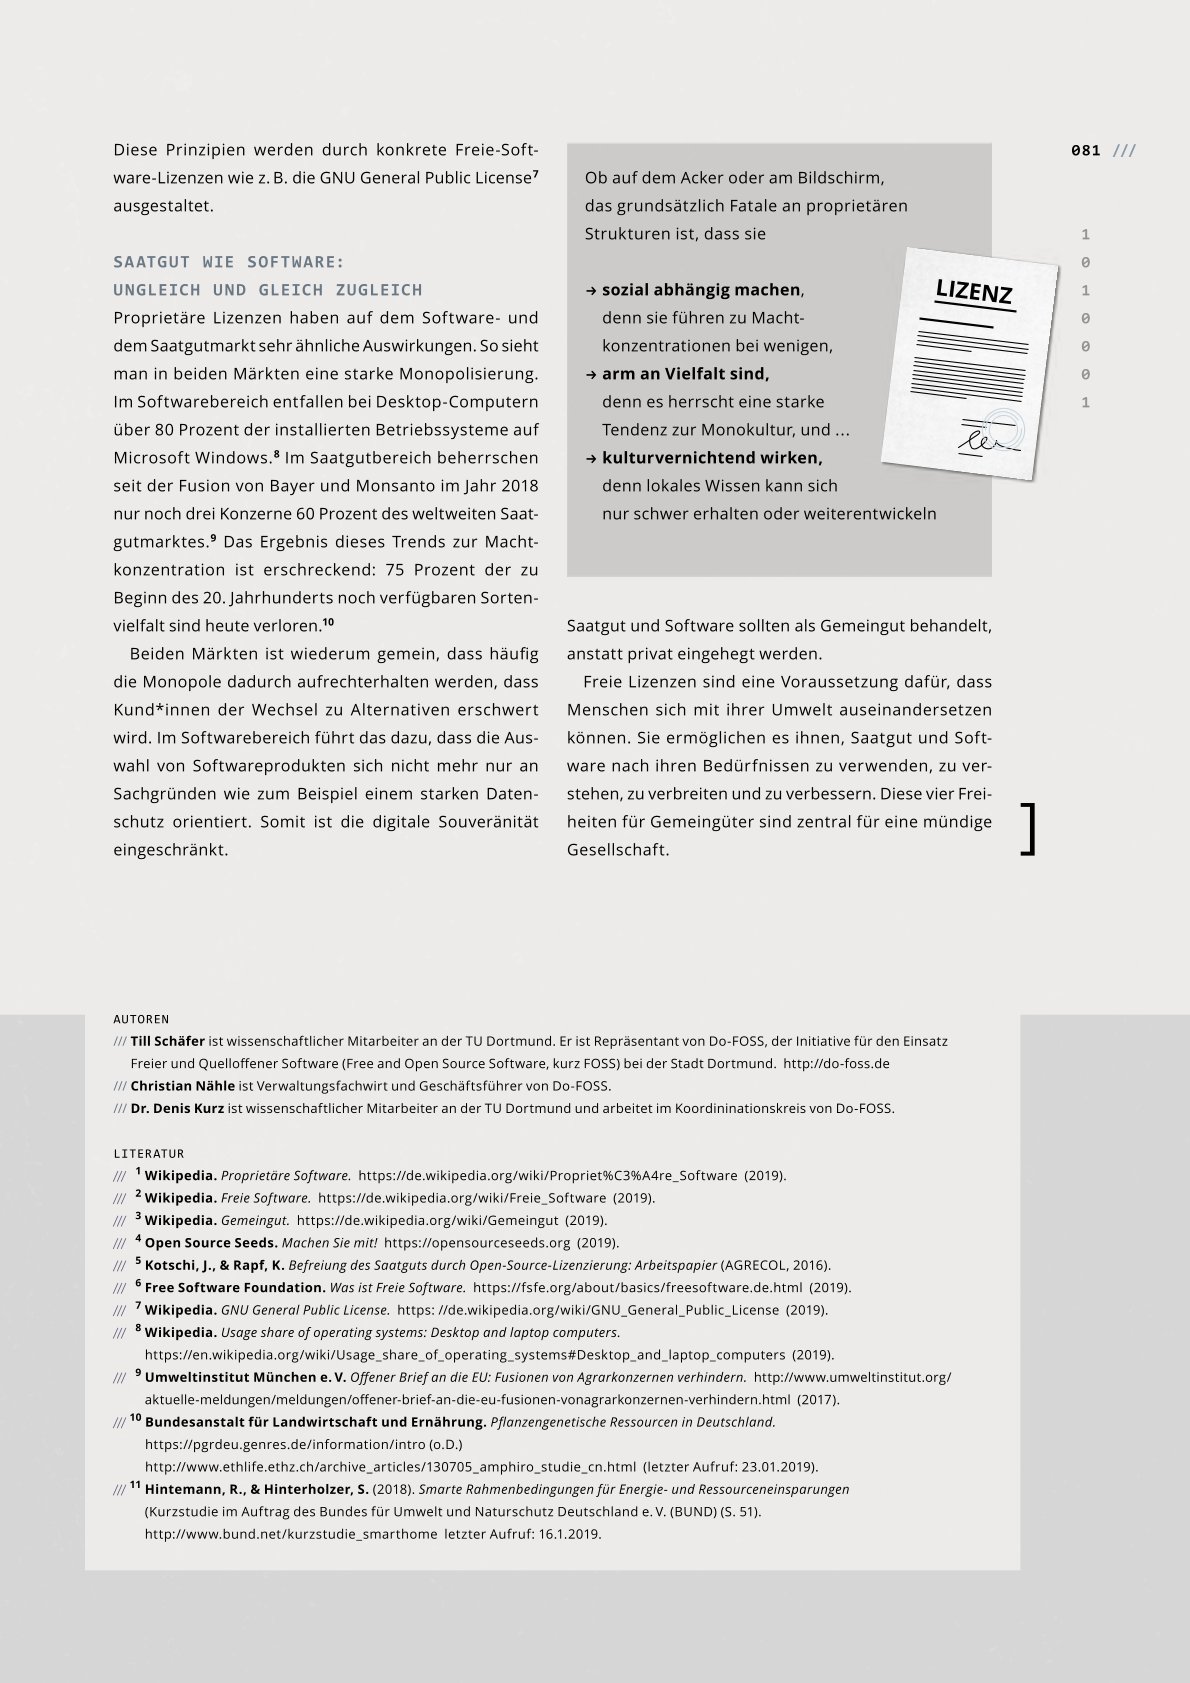 Diese Prinzipien werden durch konkrete Freie-Soft-
ware-Lizenzen wie z. B. die GNU General Public License⁷
ausgestaltet.
SAATGUT WIE SOFTWARE:
UNGLEICH UND GLEICH ZUGLEICH
Proprietäre Lizenzen haben auf dem Software- und
dem Saatgutmarkt sehr ähnliche Auswirkungen. So sieht
man in beiden Märkten eine starke Monopolisierung.
Im Softwarebereich entfallen bei Desktop-Computern
über 80 Prozent der installierten Betriebssysteme auf
Microsoft Windows.⁸ Im Saatgutbereich beherrschen
seit der Fusion von Bayer und Monsanto im Jahr 2018
nur noch drei Konzerne 60 Prozent des weltweiten Saat-
gutmarktes.⁹ Das Ergebnis dieses Trends zur Macht-
konzentration ist erschreckend: 75 Prozent der zu
Beginn des 20. Jahrhunderts noch verfügbaren Sorten-
vielfalt sind heute verloren.¹⁰
Beiden Märkten ist wiederum gemein, dass häufig
die Monopole dadurch aufrechterhalten werden, dass
Kund*innen der Wechsel zu Alternativen erschwert
wird. Im Softwarebereich führt das dazu, dass die Aus-
wahl von Softwareprodukten sich nicht mehr nur an
Sachgründen wie zum Beispiel einem starken Daten-
schutz orientiert. Somit ist die digitale Souveränität
eingeschränkt.
Ob auf dem Acker oder am Bildschirm,
das grundsätzlich Fatale an proprietären
Strukturen ist, dass sie
→ sozial abhängig machen,
denn sie führen zu Macht-
konzentrationen bei wenigen,
→ arm an Vielfalt sind,
denn es herrscht eine starke
Tendenz zur Monokultur, und ...
→ kulturvernichtend wirken,
denn lokales Wissen kann sich
nur schwer erhalten oder weiterentwickeln
LIZENZ
Saatgut und Software sollten als Gemeingut behandelt,
anstatt privat eingehegt werden.
Freie Lizenzen sind eine Voraussetzung dafür, dass
Menschen sich mit ihrer Umwelt auseinandersetzen
können. Sie ermöglichen es ihnen, Saatgut und Soft-
ware nach ihren Bedürfnissen zu verwenden, zu ver-
stehen, zu verbreiten und zu verbessern. Diese vier Frei-
heiten für Gemeingüter sind zentral für eine mündige
Gesellschaft.
]
081 ///
1
0
1
0
0
0
1
AUTOREN
/// Till Schäfer ist wissenschaftlicher Mitarbeiter an der TU Dortmund. Er ist Repräsentant von Do-FOSS, der Initiative für den Einsatz
Freier und Quelloffener Software (Free and Open Source Software, kurz FOSS) bei der Stadt Dortmund. http://do-foss.de
/// Christian Nähle ist Verwaltungsfachwirt und Geschäftsführer von Do-FOSS.
/// Dr. Denis Kurz ist wissenschaftlicher Mitarbeiter an der TU Dortmund und arbeitet im Koordininationskreis von Do-FOSS.
LITERATUR
/// ¹ Wikipedia. Proprietäre Software. https://de.wikipedia.org/wiki/Propriet%C3%A4re_Software (2019).
/// ² Wikipedia. Freie Software. https://de.wikipedia.org/wiki/Freie_Software (2019).
/// ³ Wikipedia. Gemeingut. https://de.wikipedia.org/wiki/Gemeingut (2019).
/// ⁴ Open Source Seeds. Machen Sie mit! https://opensourceseeds.org (2019).
/// ⁵ Kotschi, J., & Rapf, K. Befreiung des Saatguts durch Open-Source-Lizenzierung: Arbeitspapier (AGRECOL, 2016).
/// ⁶ Free Software Foundation. Was ist Freie Software. https://fsfe.org/about/basics/freesoftware.de.html (2019).
/// ⁷ Wikipedia. GNU General Public License. https: //de.wikipedia.org/wiki/GNU_General_Public_License (2019).
/// ⁸ Wikipedia. Usage share of operating systems: Desktop and laptop computers.
https://en.wikipedia.org/wiki/Usage_share_of_operating_systems#Desktop_and_laptop_computers (2019).
/// ⁹ Umweltinstitut München e. V. Offener Brief an die EU: Fusionen von Agrarkonzernen verhindern. http://www.umweltinstitut.org/
aktuelle-meldungen/meldungen/offener-brief-an-die-eu-fusionen-vonagrarkonzernen-verhindern.html (2017).
/// ¹⁰ Bundesanstalt für Landwirtschaft und Ernährung. Pflanzengenetische Ressourcen in Deutschland.
https://pgrdeu.genres.de/information/intro (o.D.)
http://www.ethlife.ethz.ch/archive_articles/130705_amphiro_studie_cn.html (letzter Aufruf: 23.01.2019).
/// ¹¹ Hintemann, R., & Hinterholzer, S. (2018). Smarte Rahmenbedingungen für Energie- und Ressourceneinsparungen
(Kurzstudie im Auftrag des Bundes für Umwelt und Naturschutz Deutschland e. V. (BUND) (S. 51).
http://www.bund.net/kurzstudie_smarthome letzter Aufruf: 16.1.2019.